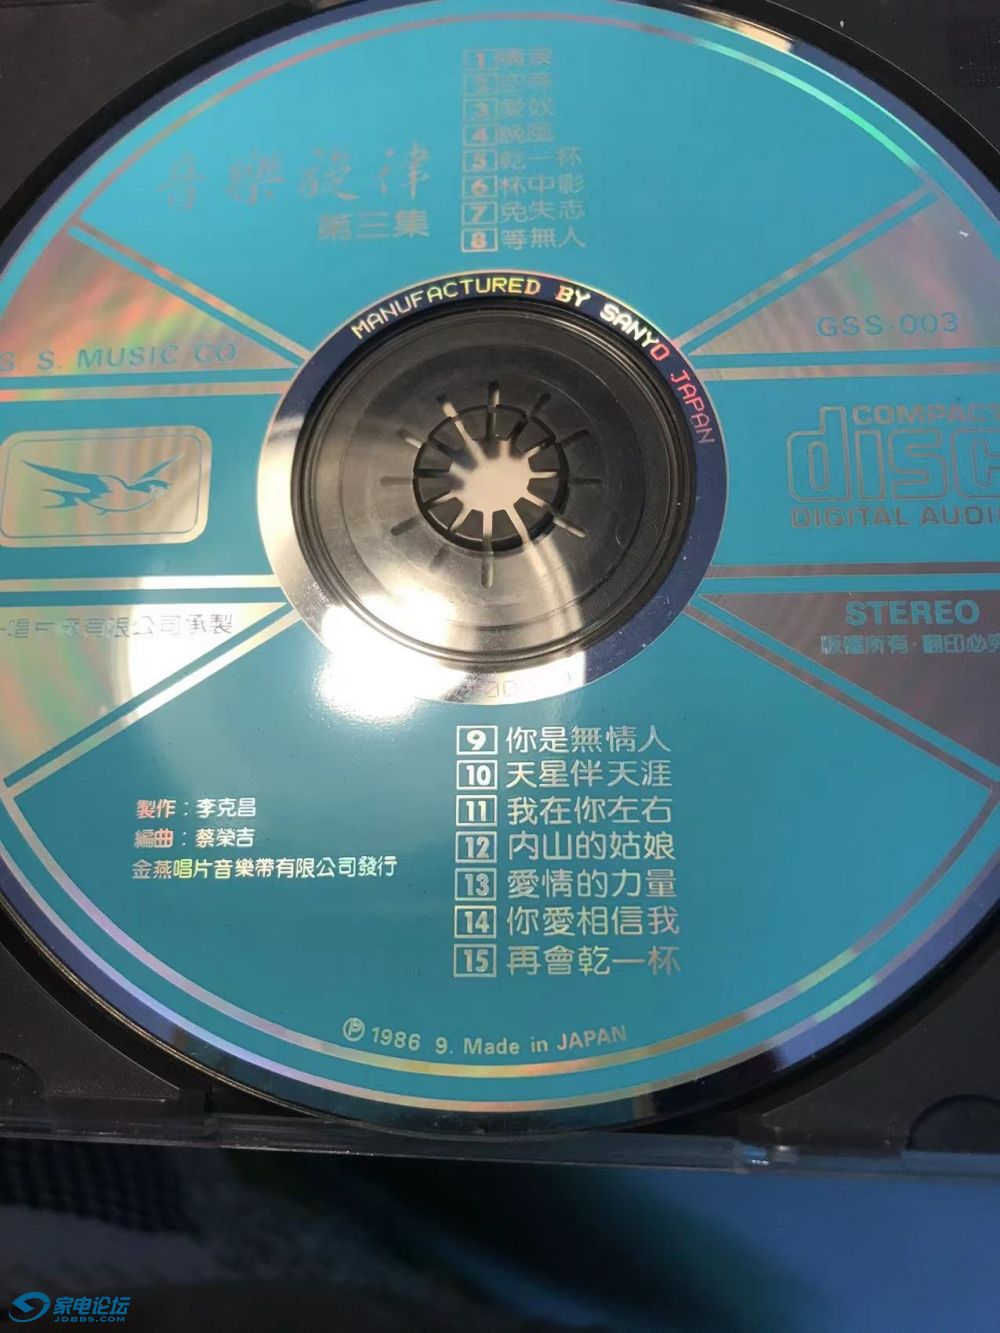 1 情淚
2 空等
3 愛奴
4 晚風
5 乾一杯
6 杯中影
7 免失志
8 等無人
音樂旋律
第三集
MANUFACTURED BY SANYO JAPAN
G. S. MUSIC CO
GSS-003
COMPACT
disc
DIGITAL AUDIO
唱片有限公司承製
STEREO
版權所有·翻印必究
9 你是無情人
10 天星伴天涯
11 我在你左右
12 內山的姑娘
13 愛情的力量
14 你愛相信我
15 再會乾一杯
製作：李克昌
編曲：蔡榮吉
金燕唱片音樂帶有限公司發行
Ⓟ 1986 9. Made in JAPAN
家电论坛
JDBBS.COM